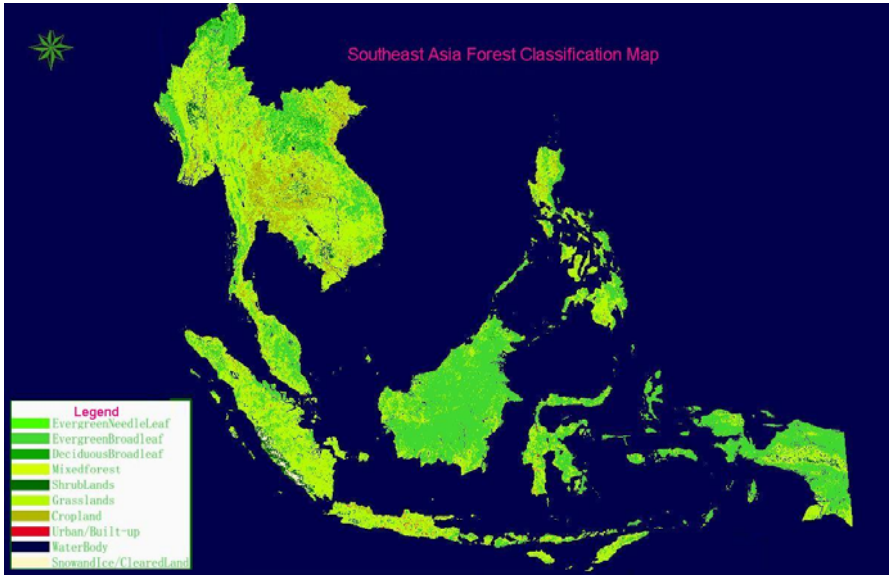 Southeast Asia Forest Classification Map
Legend
EvergreenNeedleLeaf
EvergreenBroadleaf
DeciduousBroadleaf
Mixedforest
ShrubLands
Grasslands
Cropland
Urban/Built-up
WaterBody
SnowandIce/ClearedLand